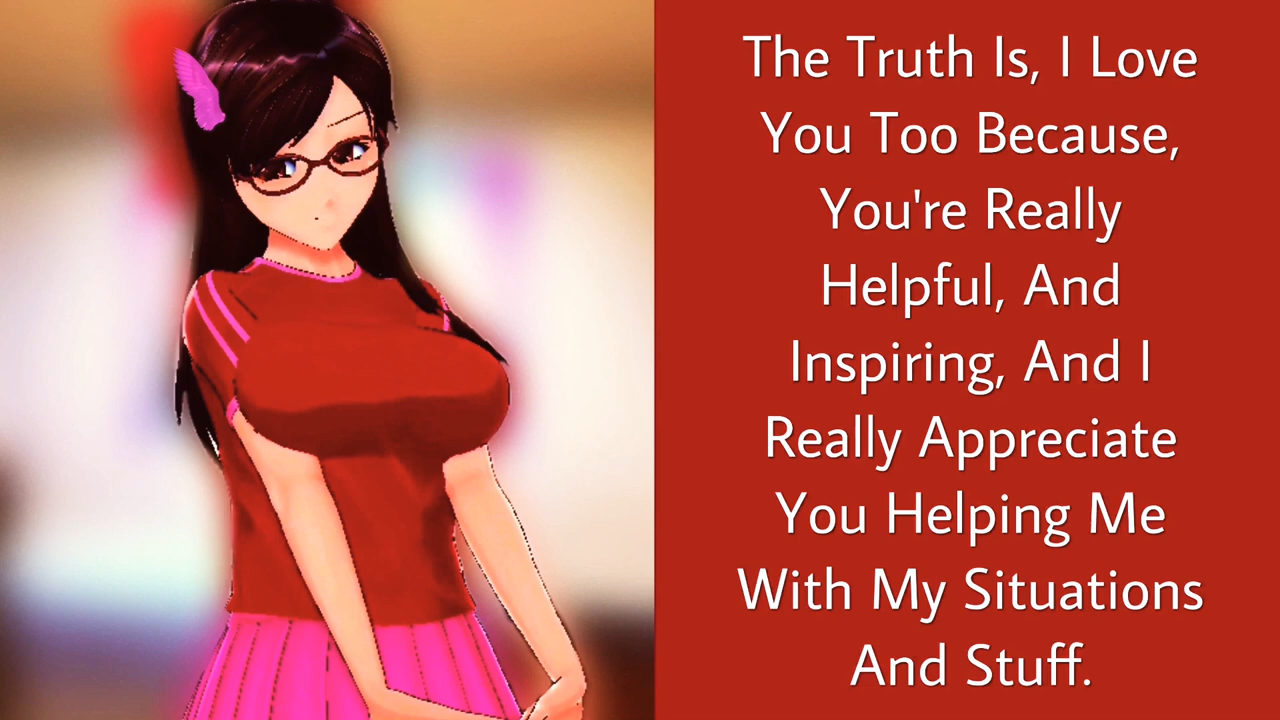 The Truth Is, I Love
You Too Because,
You're Really
Helpful, And
Inspiring, And I
Really Appreciate
You Helping Me
With My Situations
And Stuff.